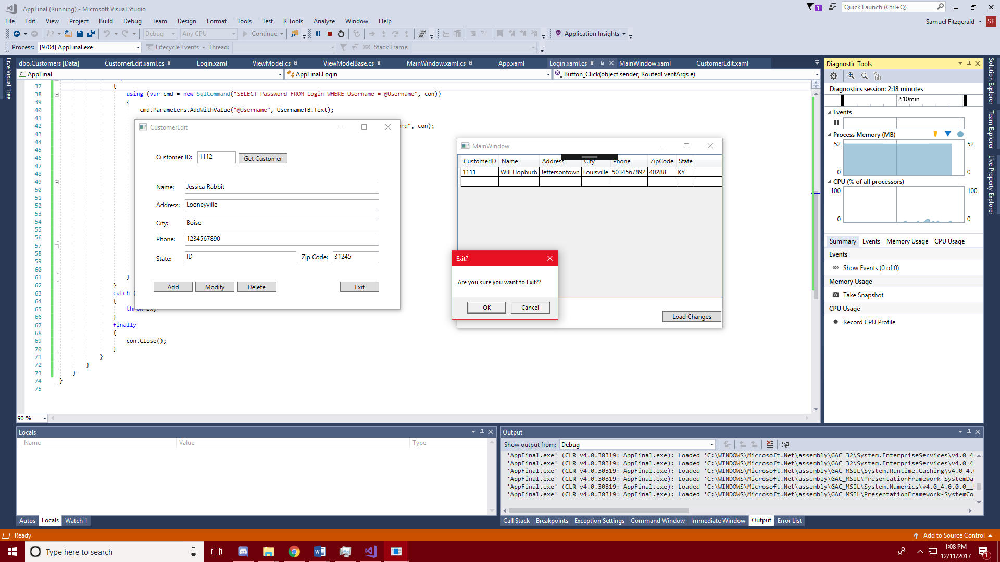 AppFinal (Running) - Microsoft Visual Studio
1
Quick Launch (Ctrl+Q)
File Edit View Project Build Debug Team Design Format Tools Test R Tools Analyze Window Help
Samuel Fitzgerald SF
Debug Any CPU Continue Application Insights
Process: [9704] AppFinal.exe Lifecycle Events Thread: Stack Frame:
Live Visual Tree
dbo.Customers [Data] CustomerEdit.xaml.cs Login.xaml ViewModel.cs ViewModelBase.cs MainWindow.xaml.cs App.xaml Login.xaml.cs MainWindow.xaml CustomerEdit.xaml
AppFinal AppFinal.Login Button_Click(object sender, RoutedEventArgs e)
37 {
38 using (var cmd = new SqlCommand("SELECT Password FROM Login WHERE Username = @Username", con))
39 {
40 cmd.Parameters.AddWithValue("@Username", UsernameTB.Text);
41
42 rd", con);
43
44
45
46
47
48
49
50
51
52
53
54
55
56
57
58
59
60
61 }
62 }
63 catch (
64 {
65 throw ex;
66 }
67 finally
68 {
69 con.Close();
70 }
71 }
72 }
73 }
74 }
75
90 %
CustomerEdit
Customer ID: 1112 Get Customer
Name: Jessica Rabbit
Address: Looneyville
City: Boise
Phone: 1234567890
State: ID Zip Code: 31245
Add Modify Delete Exit
MainWindow
CustomerID Name Address City Phone ZipCode State
1111 Will Hopburb Jeffersontown Louisville 5034567892 40288 KY
Load Changes
Exit?
Are you sure you want to Exit??
OK Cancel
Diagnostic Tools
Diagnostics session: 2:18 minutes
2:10min
Events
Process Memory (MB)
52 52
0 0
CPU (% of all processors)
100 100
0 0
Summary Events Memory Usage CPU Usage
Events
Show Events (0 of 0)
Memory Usage
Take Snapshot
CPU Usage
Record CPU Profile
Solution Explorer
Team Explorer
Live Property Explorer
Locals
Name Value Type
Autos Locals Watch 1
Output
Show output from: Debug
'AppFinal.exe' (CLR v4.0.30319: AppFinal.exe): Loaded 'C:\WINDOWS\Microsoft.Net\assembly\GAC_32\System.EnterpriseServices\v4.0_4
'AppFinal.exe' (CLR v4.0.30319: AppFinal.exe): Loaded 'C:\WINDOWS\Microsoft.Net\assembly\GAC_32\System.EnterpriseServices\v4.0_4
'AppFinal.exe' (CLR v4.0.30319: AppFinal.exe): Loaded 'C:\WINDOWS\Microsoft.Net\assembly\GAC_MSIL\System.Runtime.Caching\v4.0_4.
'AppFinal.exe' (CLR v4.0.30319: AppFinal.exe): Loaded 'C:\WINDOWS\Microsoft.Net\assembly\GAC_MSIL\PresentationFramework-SystemDa
'AppFinal.exe' (CLR v4.0.30319: AppFinal.exe): Loaded 'C:\WINDOWS\Microsoft.Net\assembly\GAC_MSIL\System.Numerics\v4.0_4.0.0.0__
'AppFinal.exe' (CLR v4.0.30319: AppFinal.exe): Loaded 'C:\WINDOWS\Microsoft.Net\assembly\GAC_MSIL\PresentationFramework-SystemCo
Call Stack Breakpoints Exception Settings Command Window Immediate Window Output Error List
Ready
Add to Source Control
Type here to search
1:08 PM
12/11/2017
1